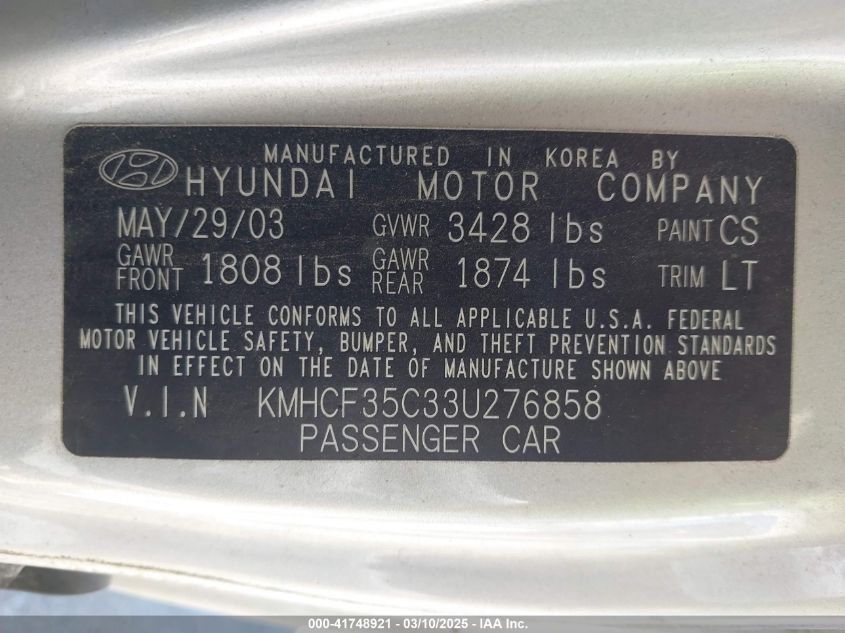 MANUFACTURED IN KOREA BY
HYUNDAI MOTOR COMPANY
MAY/29/03 GVWR 3428 lbs PAINT CS
GAWR FRONT 1808 lbs GAWR REAR 1874 lbs TRIM LT
THIS VEHICLE CONFORMS TO ALL APPLICABLE U.S.A. FEDERAL
MOTOR VEHICLE SAFETY, BUMPER, AND THEFT PREVENTION STANDARDS
IN EFFECT ON THE DATE OF MANUFACTURE SHOWN ABOVE
V.I.N KMHCF35C33U276858
PASSENGER CAR
000-41748921 - 03/10/2025 - IAA Inc.